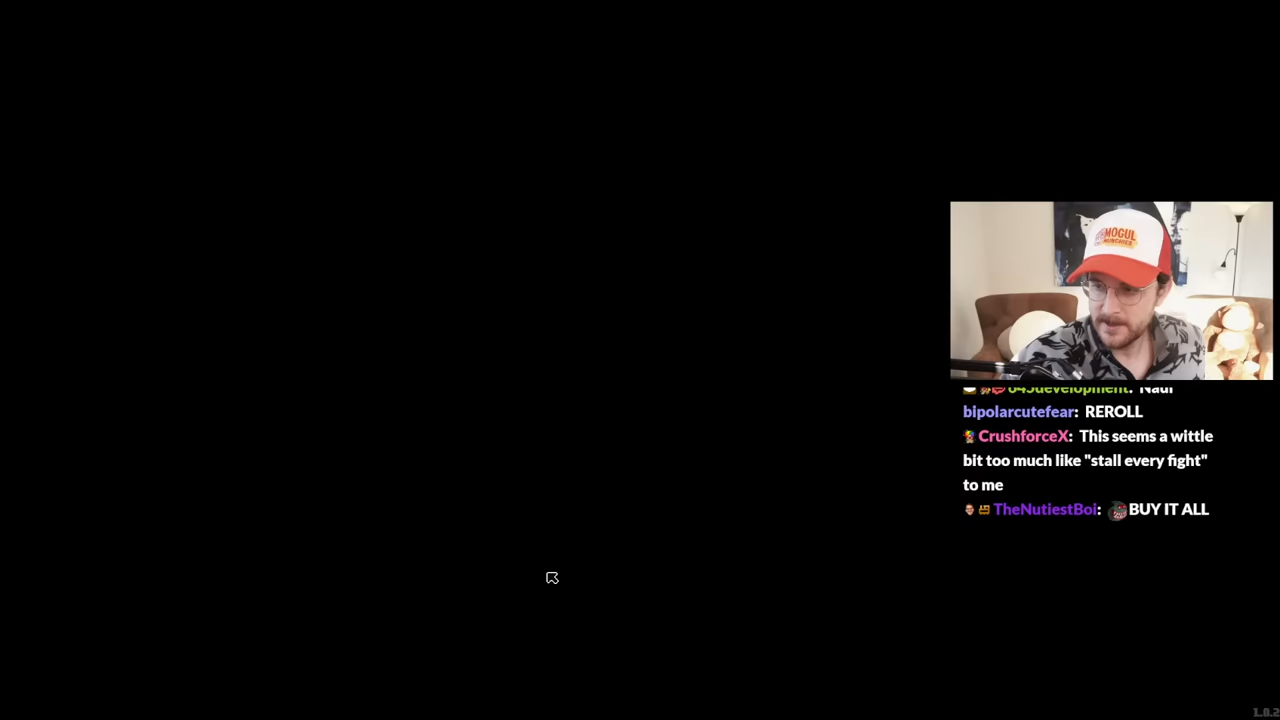 MOGUL
MUNCHIES
bipolarcutefear: REROLL
CrushforceX: This seems a wittle
bit too much like "stall every fight"
to me
TheNutiestBoi: BUY IT ALL